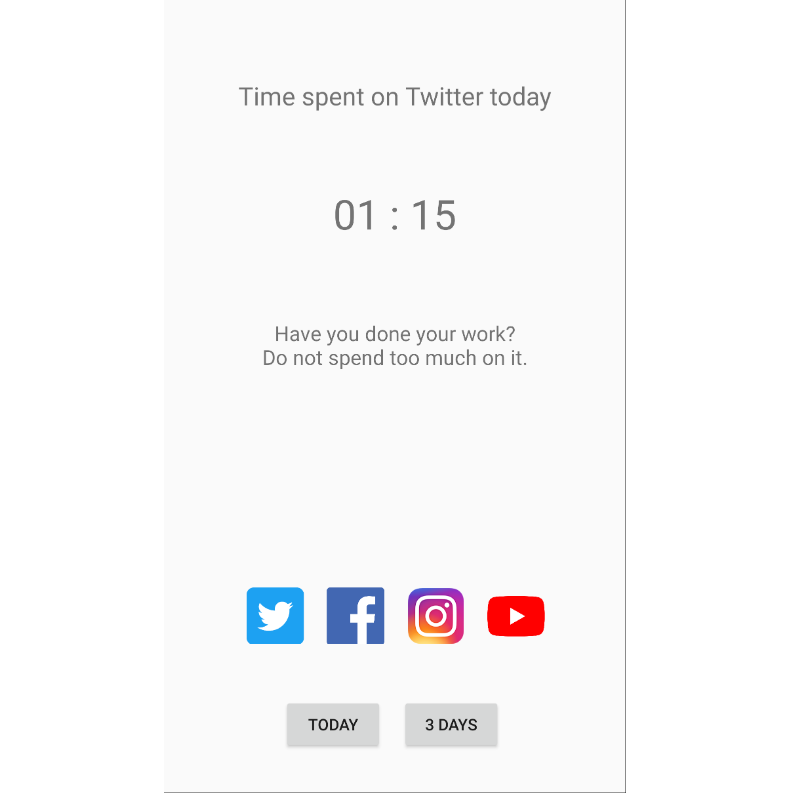 Time spent on Twitter today
01 : 15
Have you done your work?
Do not spend too much on it.
TODAY
3 DAYS